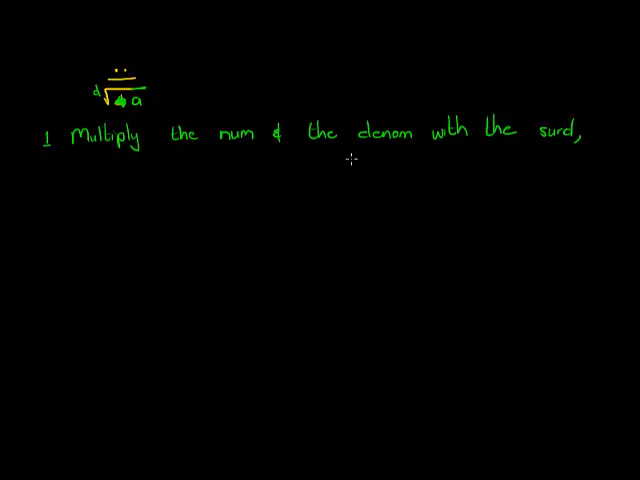 ..
d√a
1 Multiply the num & the denom with the surd,